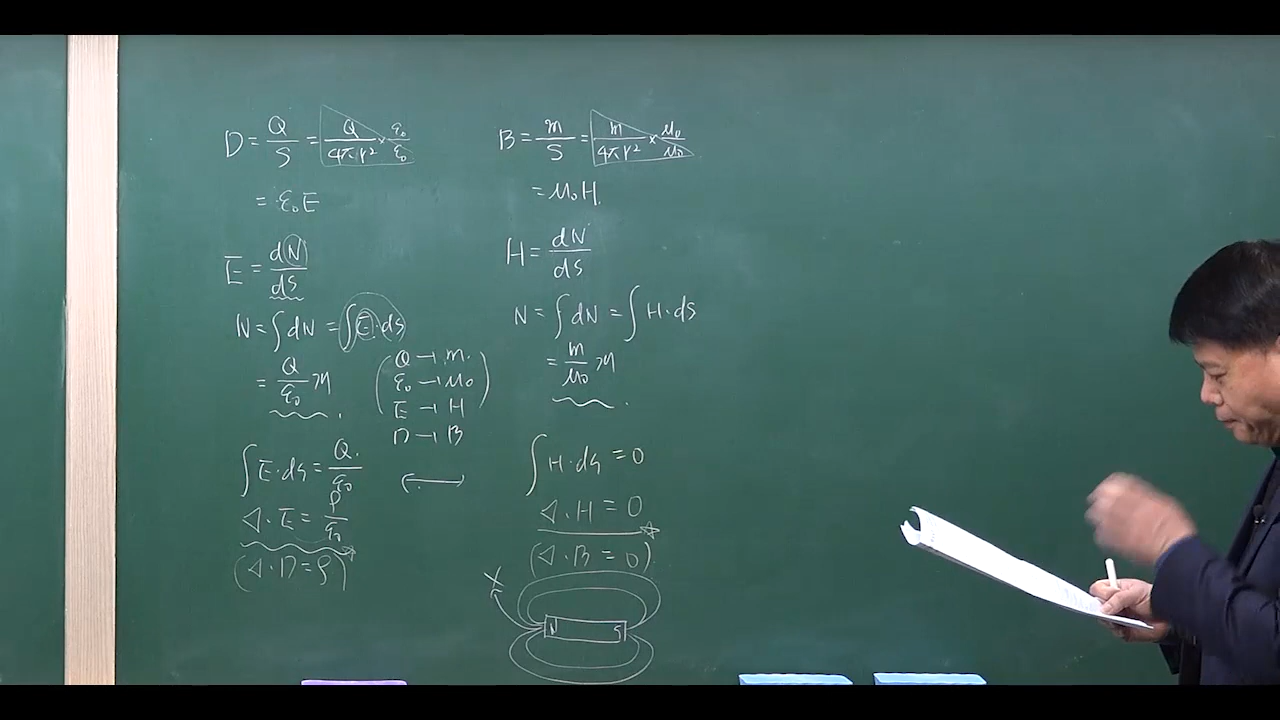 D = Q/S = Q/4πr² × ε₀/ε₀
= ε₀E
E = dN/ds
N = ∫dN = ∫E·ds
= Q/ε₀ 개
∫E·ds = Q/ε₀
∇·E = ρ/ε₀
(∇·D = ρ)
Q → m
ε₀ → μ₀
E → H
D → B
↔
B = m/S = m/4πr² × μ₀/μ₀
= μ₀H
H = dN/ds
N = ∫dN = ∫H·ds
= m/μ₀ 개
∫H·ds = 0
∇·H = 0
(∇·B = 0)
X
N S